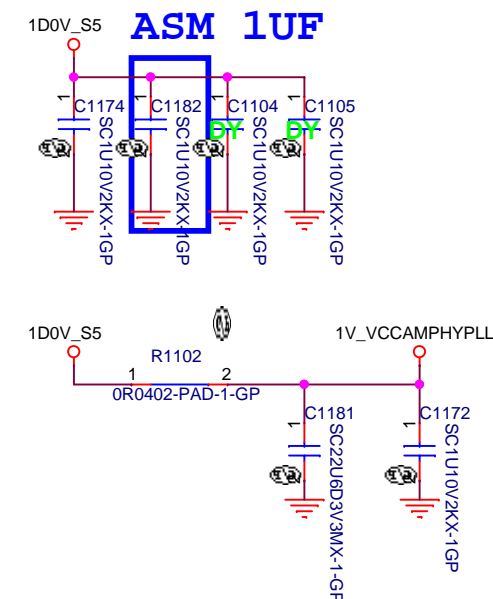 ASM 1UF
1D0V_S5
1
C1174
SC1U10V2KX-1GP
1
C1182
SC1U10V2KX-1GP
1
C1104
DY
SC1U10V2KX-1GP
1
C1105
DY
SC1U10V2KX-1GP
1D0V_S5
1V_VCCAMPHYPLL
R1102
1
2
0R0402-PAD-1-GP
1
C1181
SC22U6D3V3MX-1-GP
1
C1172
SC1U10V2KX-1GP